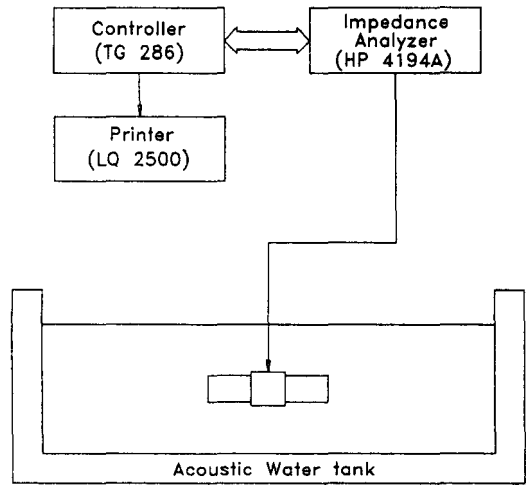 Controller
(TG 286)
Impedance
Analyzer
(HP 4194A)
Printer
(LQ 2500)
Acoustic Water tank